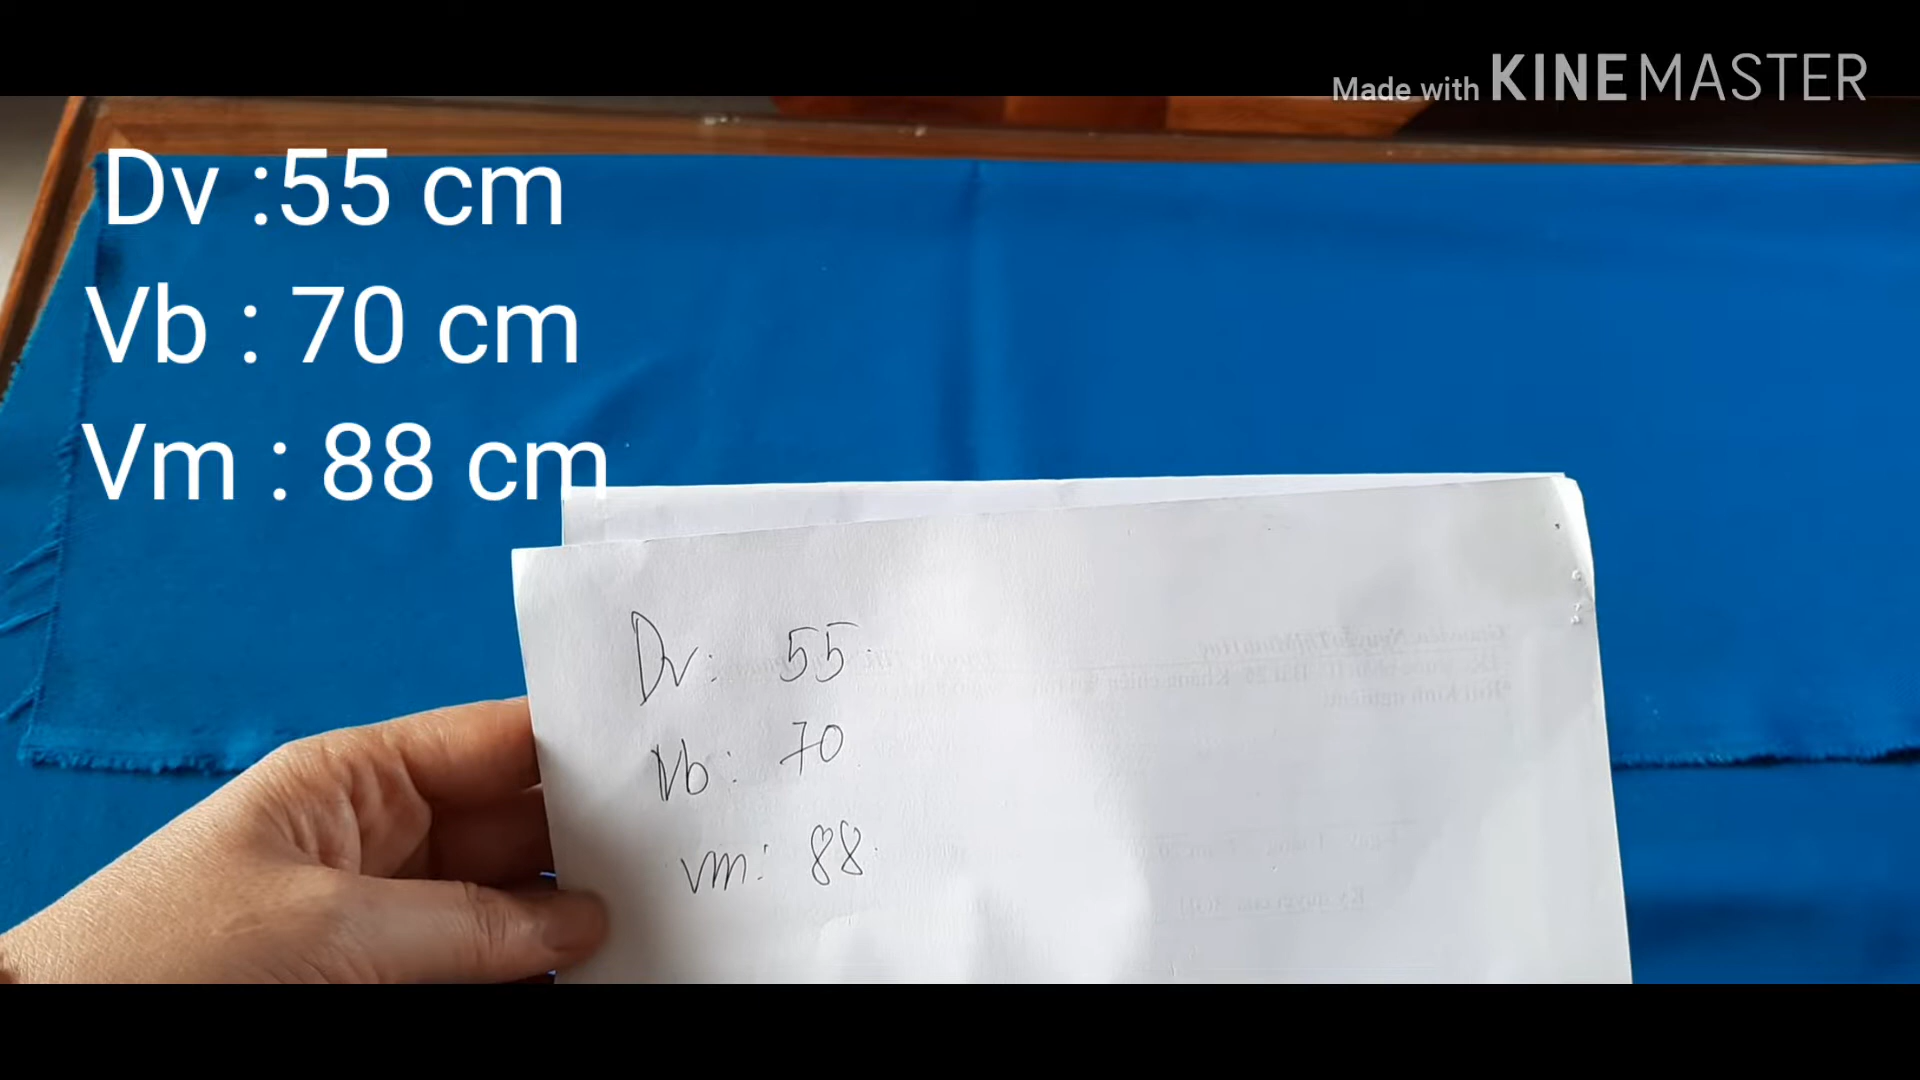 Made with KINEMASTER
Dv :55 cm
Vb : 70 cm
Vm : 88 cm
Dv: 55
Vb: 70
Vm: 88